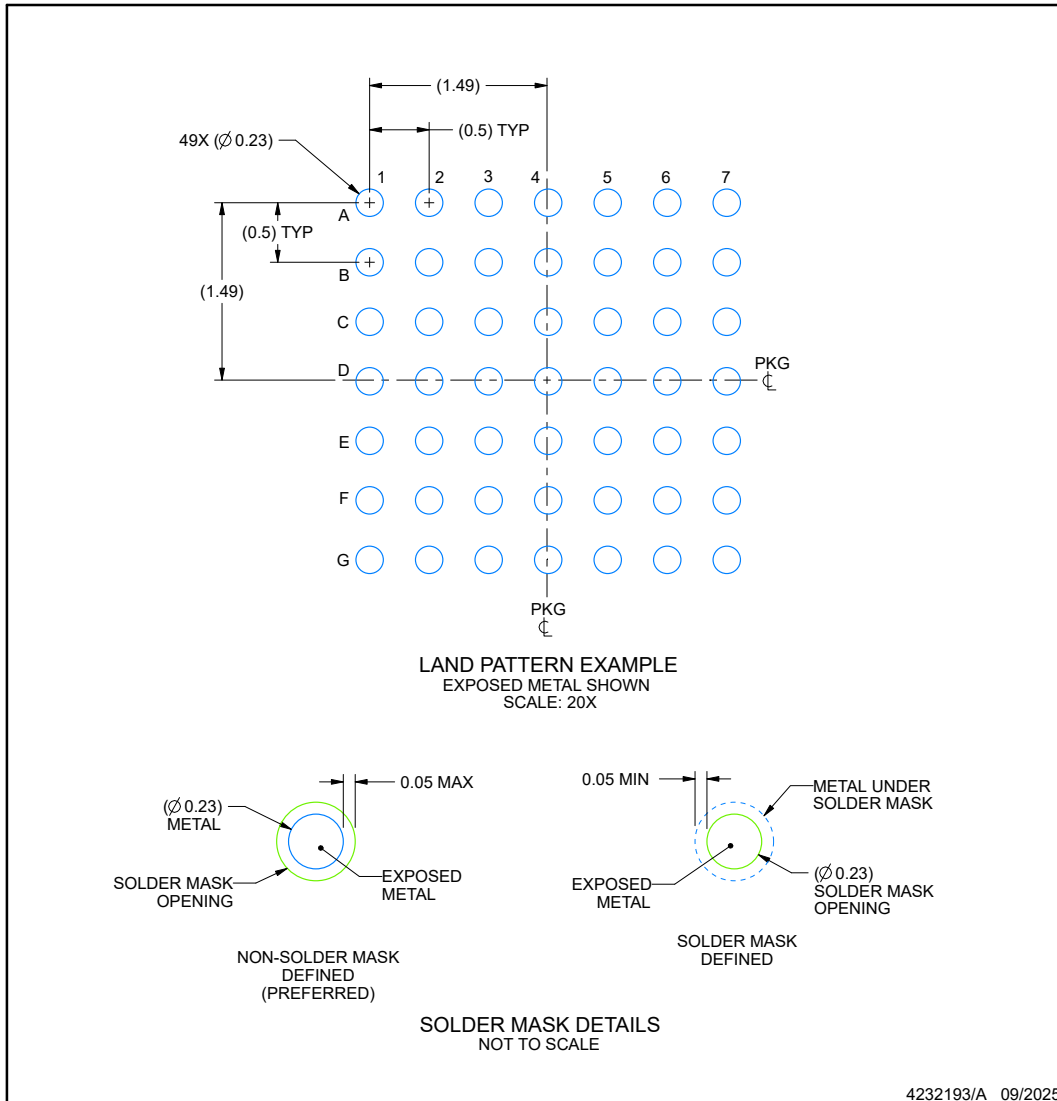 (1.49)
(0.5) TYP
49X (∅ 0.23)
1 2 3 4 5 6 7
A
(0.5) TYP
B
(1.49)
C
D
PKG
℄
E
F
G
PKG
℄
LAND PATTERN EXAMPLE
EXPOSED METAL SHOWN
SCALE: 20X
0.05 MAX
(∅ 0.23)
METAL
SOLDER MASK
OPENING
EXPOSED
METAL
NON-SOLDER MASK
DEFINED
(PREFERRED)
0.05 MIN
METAL UNDER
SOLDER MASK
EXPOSED
METAL
(∅ 0.23)
SOLDER MASK
OPENING
SOLDER MASK
DEFINED
SOLDER MASK DETAILS
NOT TO SCALE
4232193/A 09/2025